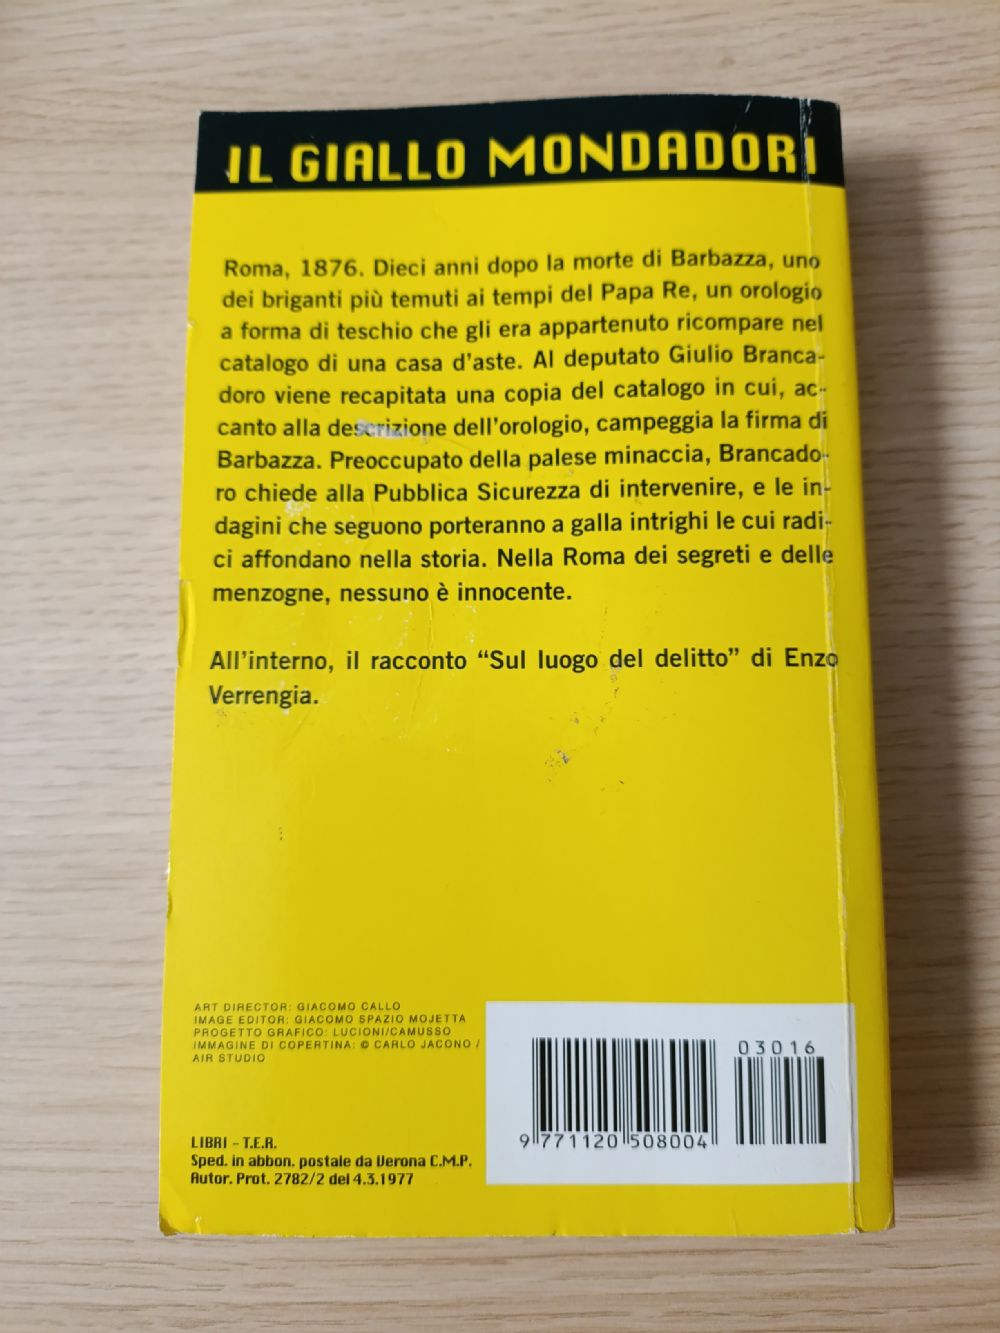 IL GIALLO MONDADORI
Roma, 1876. Dieci anni dopo la morte di Barbazza, uno
dei briganti più temuti ai tempi del Papa Re, un orologio
a forma di teschio che gli era appartenuto ricompare nel
catalogo di una casa d'aste. Al deputato Giulio Branca-
doro viene recapitata una copia del catalogo in cui, ac-
canto alla descrizione dell'orologio, campeggia la firma di
Barbazza. Preoccupato della palese minaccia, Brancado-
ro chiede alla Pubblica Sicurezza di intervenire, e le in-
dagini che seguono porteranno a galla intrighi le cui radi-
ci affondano nella storia. Nella Roma dei segreti e delle
menzogne, nessuno è innocente.
All'interno, il racconto “Sul luogo del delitto” di Enzo
Verrengia.
ART DIRECTOR: GIACOMO CALLO
IMAGE EDITOR: GIACOMO SPAZIO MOJETTA
PROGETTO GRAFICO: LUCIONI/CAMUSSO
IMMAGINE DI COPERTINA: © CARLO JACONO /
AIR STUDIO
LIBRI - T.E.R.
Sped. in abbon. postale da Verona C.M.P.
Autor. Prot. 2782/2 del 4.3.1977
03016
9 771120 508004